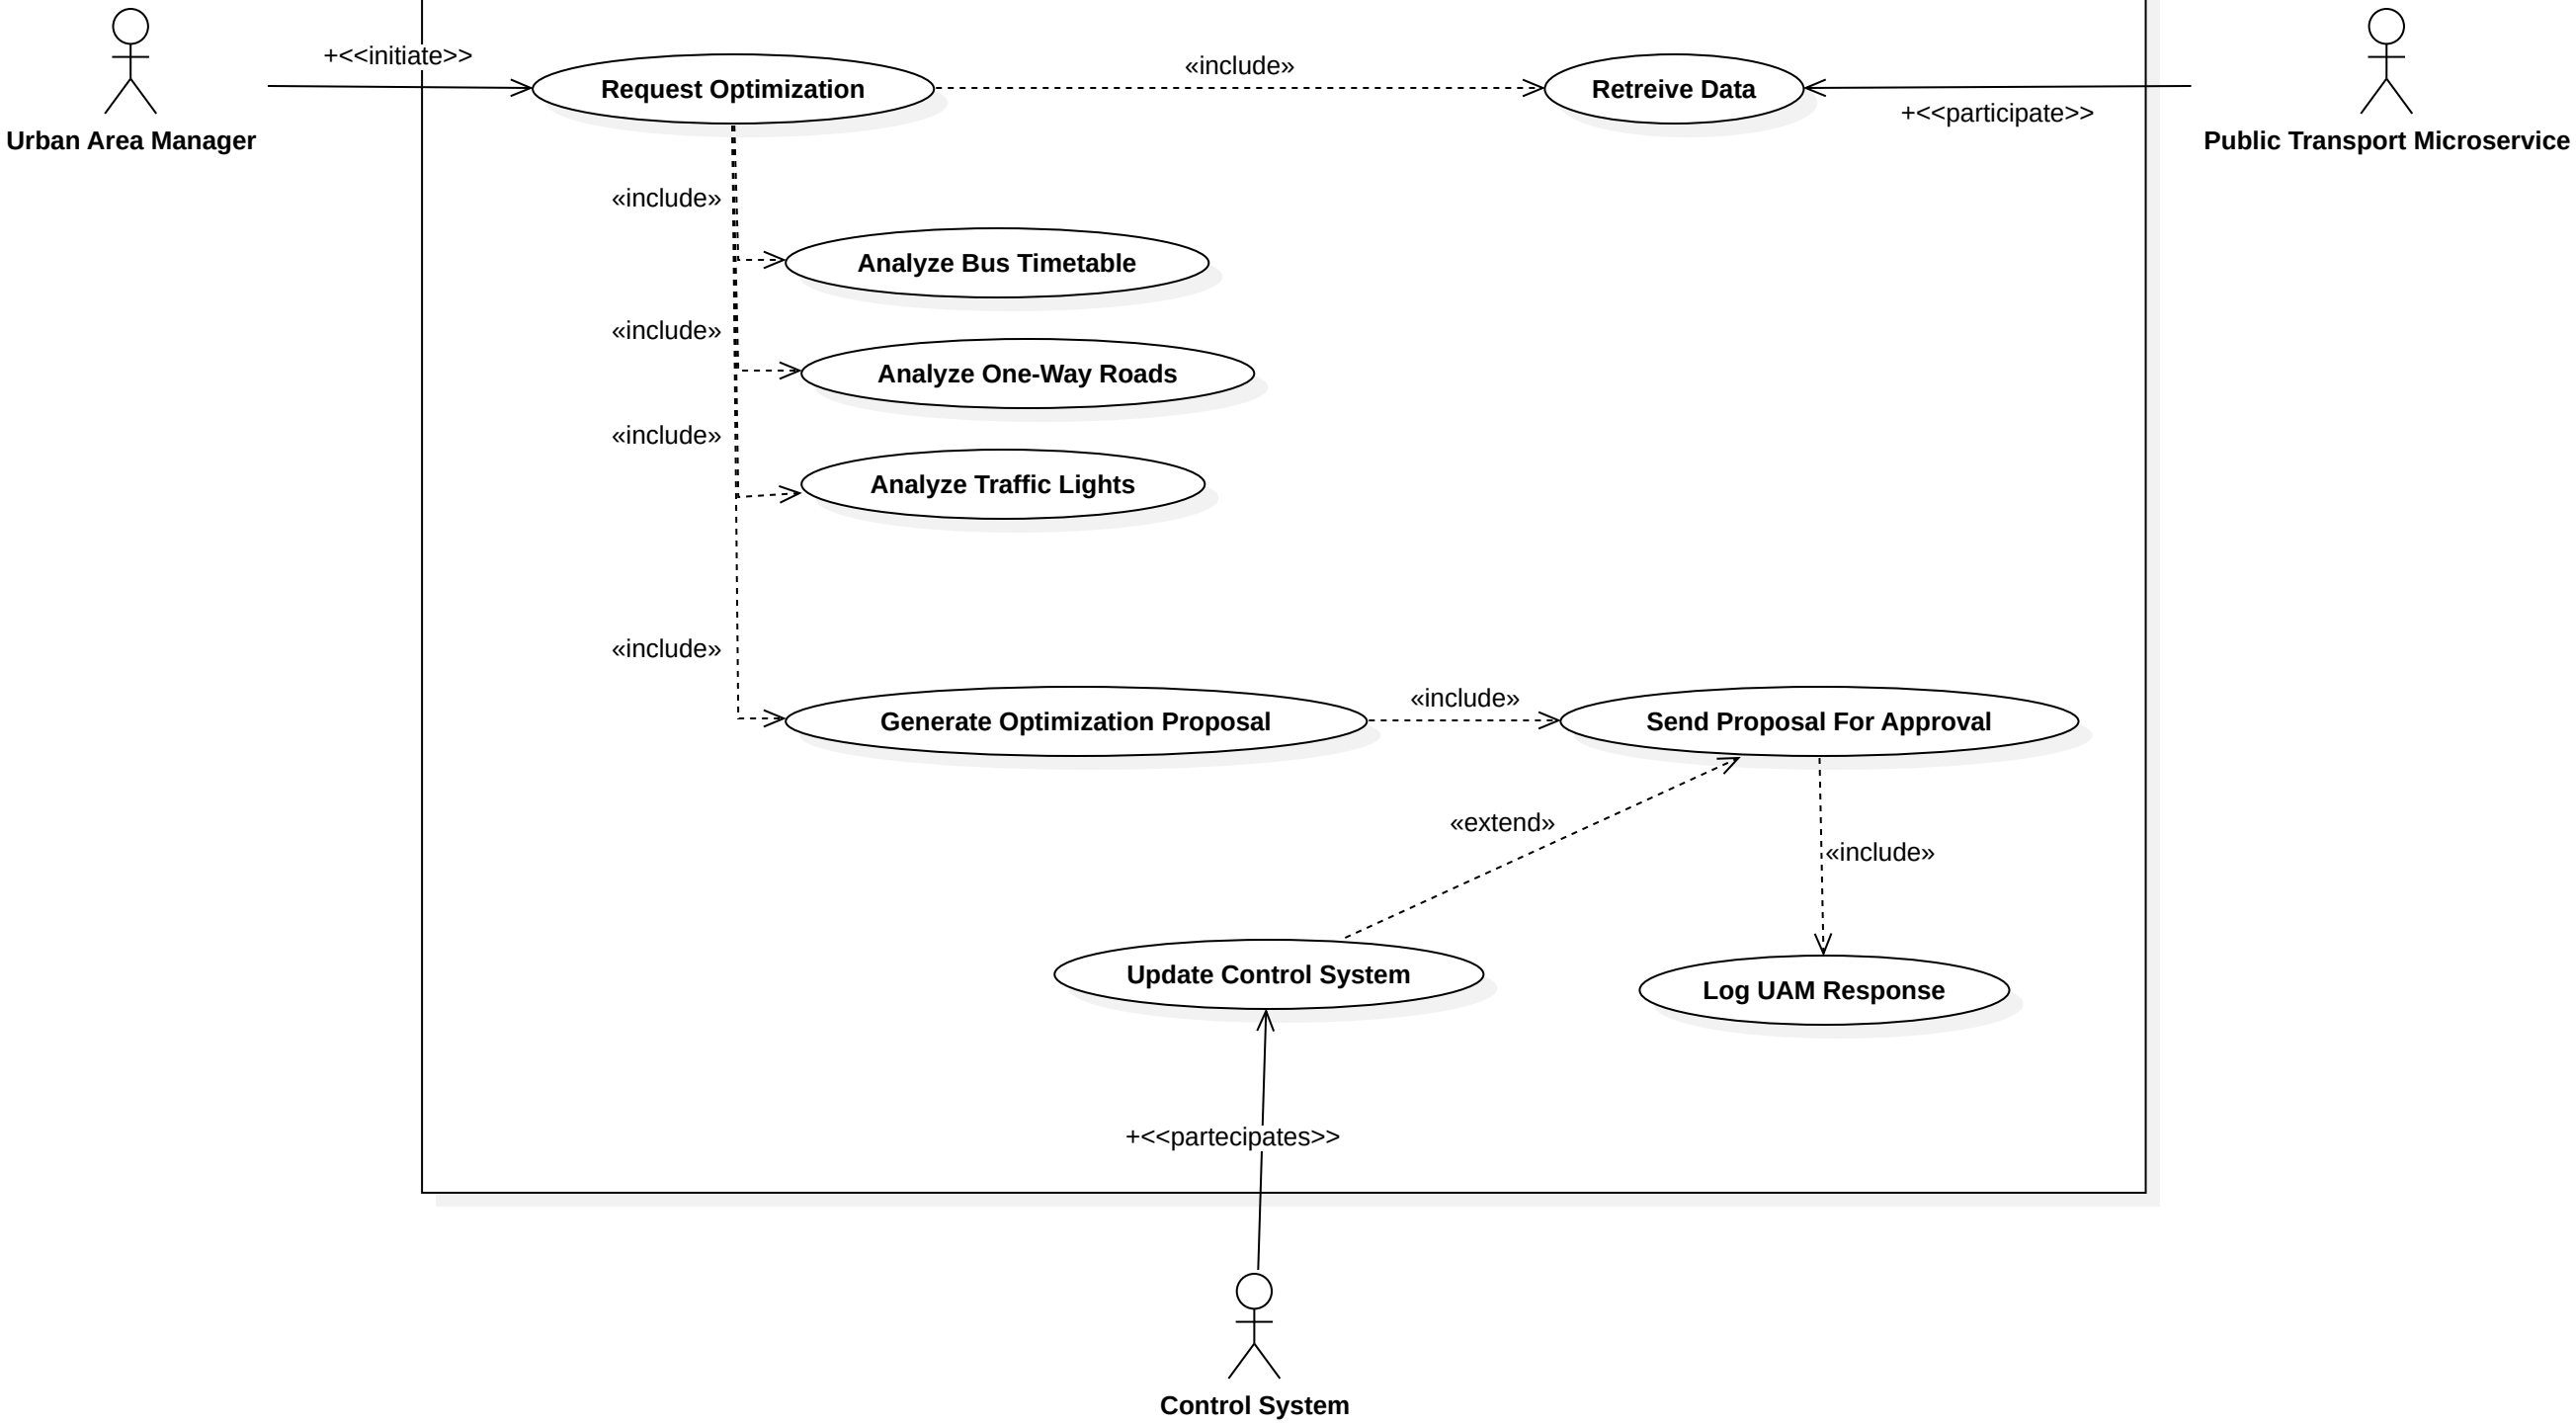 +<<initiate>>
Urban Area Manager
Request Optimization
«include»
Retreive Data
+<<participate>>
Public Transport Microservice
«include»
Analyze Bus Timetable
«include»
Analyze One-Way Roads
«include»
Analyze Traffic Lights
«include»
Generate Optimization Proposal
«include»
Send Proposal For Approval
«extend»
«include»
Update Control System
Log UAM Response
+<<partecipates>>
Control System